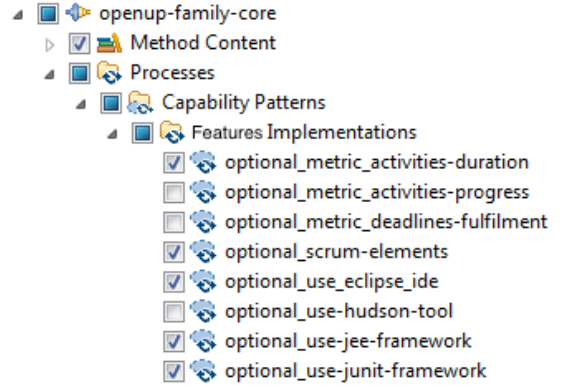 openup-family-core
Method Content
Processes
Capability Patterns
Features Implementations
optional_metric_activities-duration
optional_metric_activities-progress
optional_metric_deadlines-fulfilment
optional_scrum-elements
optional_use_eclipse_ide
optional_use-hudson-tool
optional_use-jee-framework
optional_use-junit-framework